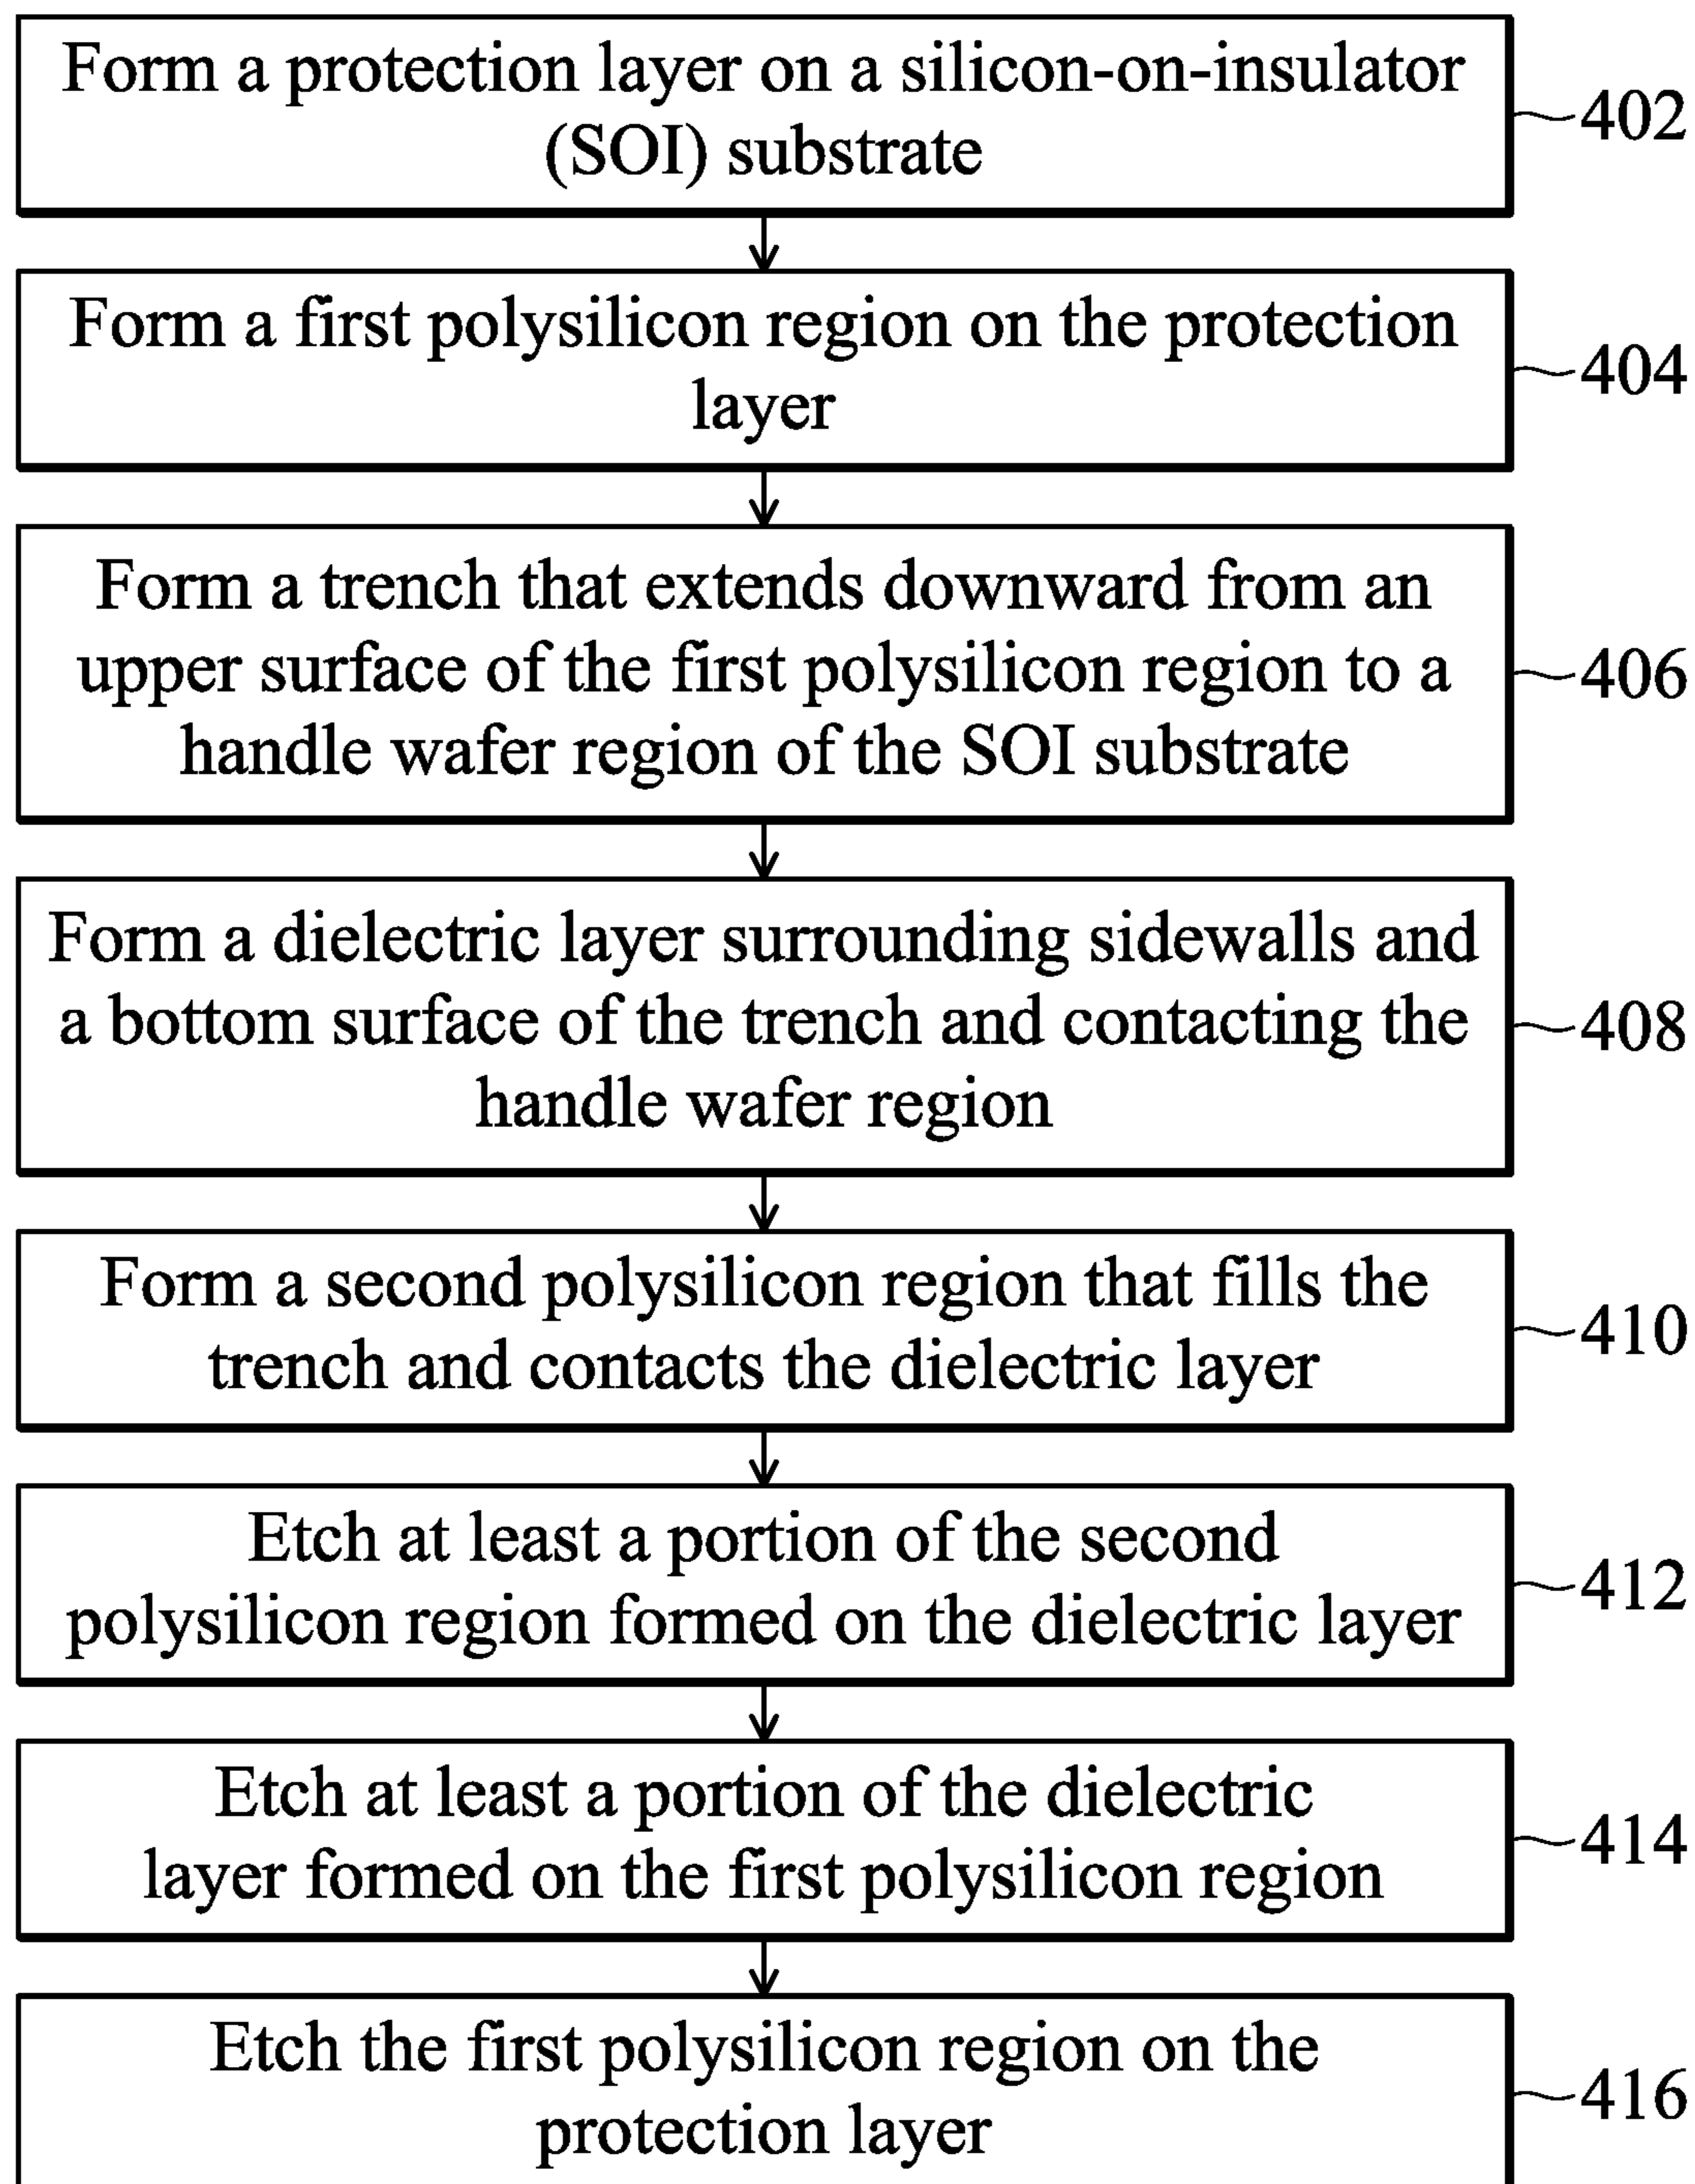 Form a protection layer on a silicon-on-insulator
(SOI) substrate
402
Form a first polysilicon region on the protection
layer
404
Form a trench that extends downward from an
upper surface of the first polysilicon region to a
handle wafer region of the SOI substrate
406
Form a dielectric layer surrounding sidewalls and
a bottom surface of the trench and contacting the
handle wafer region
408
Form a second polysilicon region that fills the
trench and contacts the dielectric layer
410
Etch at least a portion of the second
polysilicon region formed on the dielectric layer
412
Etch at least a portion of the dielectric
layer formed on the first polysilicon region
414
Etch the first polysilicon region on the
protection layer
416